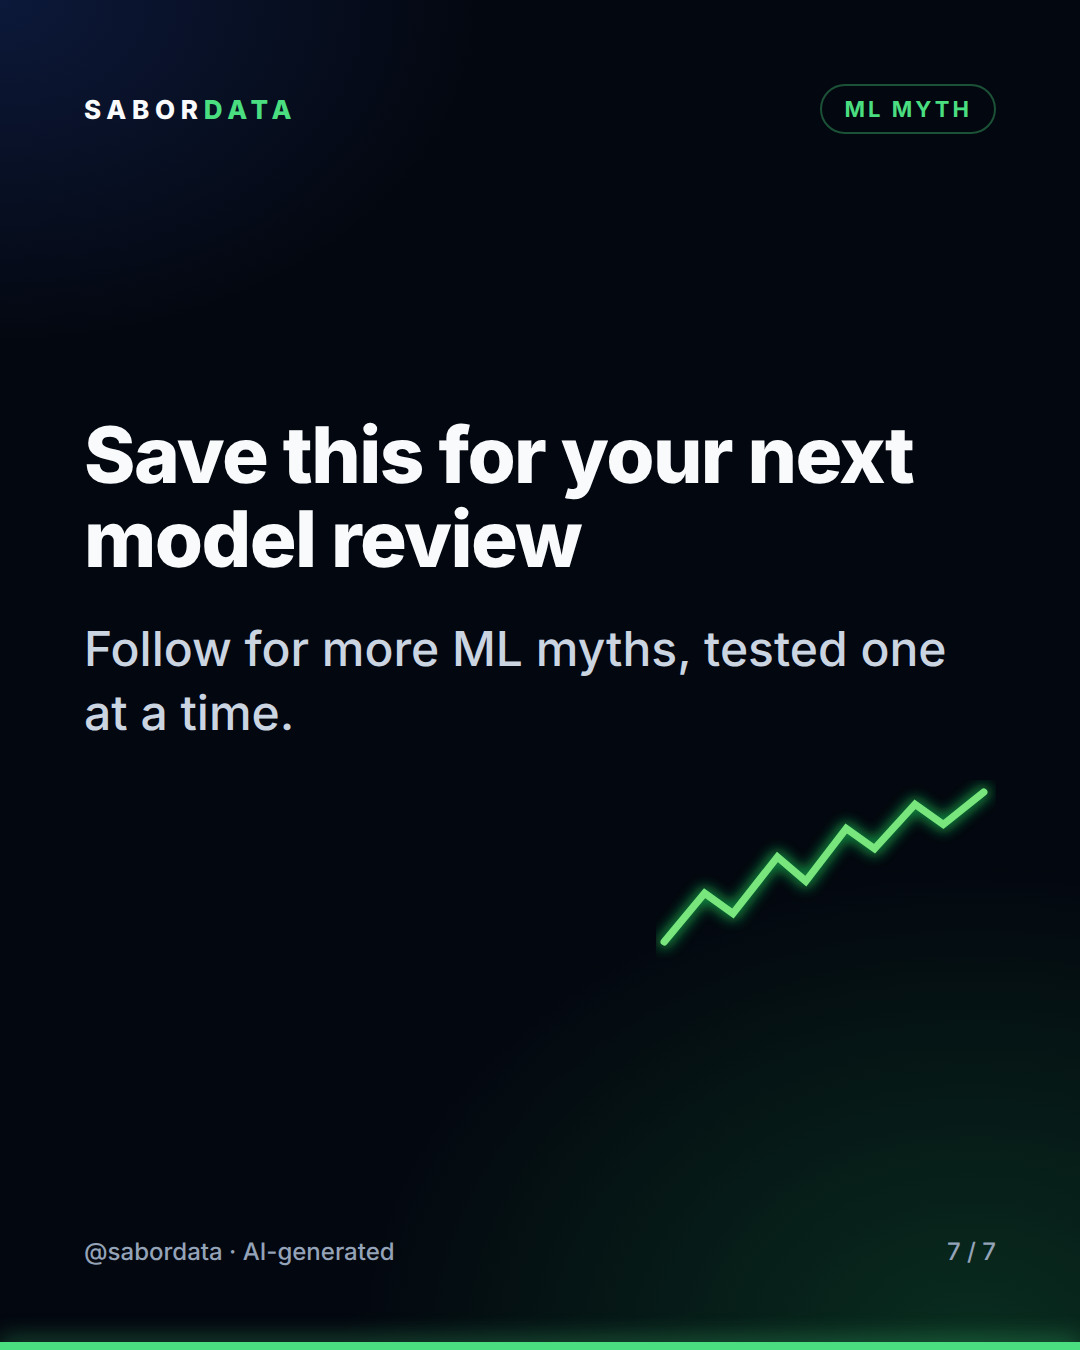 SABORDATA
ML MYTH
Save this for your next
model review
Follow for more ML myths, tested one
at a time.
@sabordata · AI-generated
7 / 7